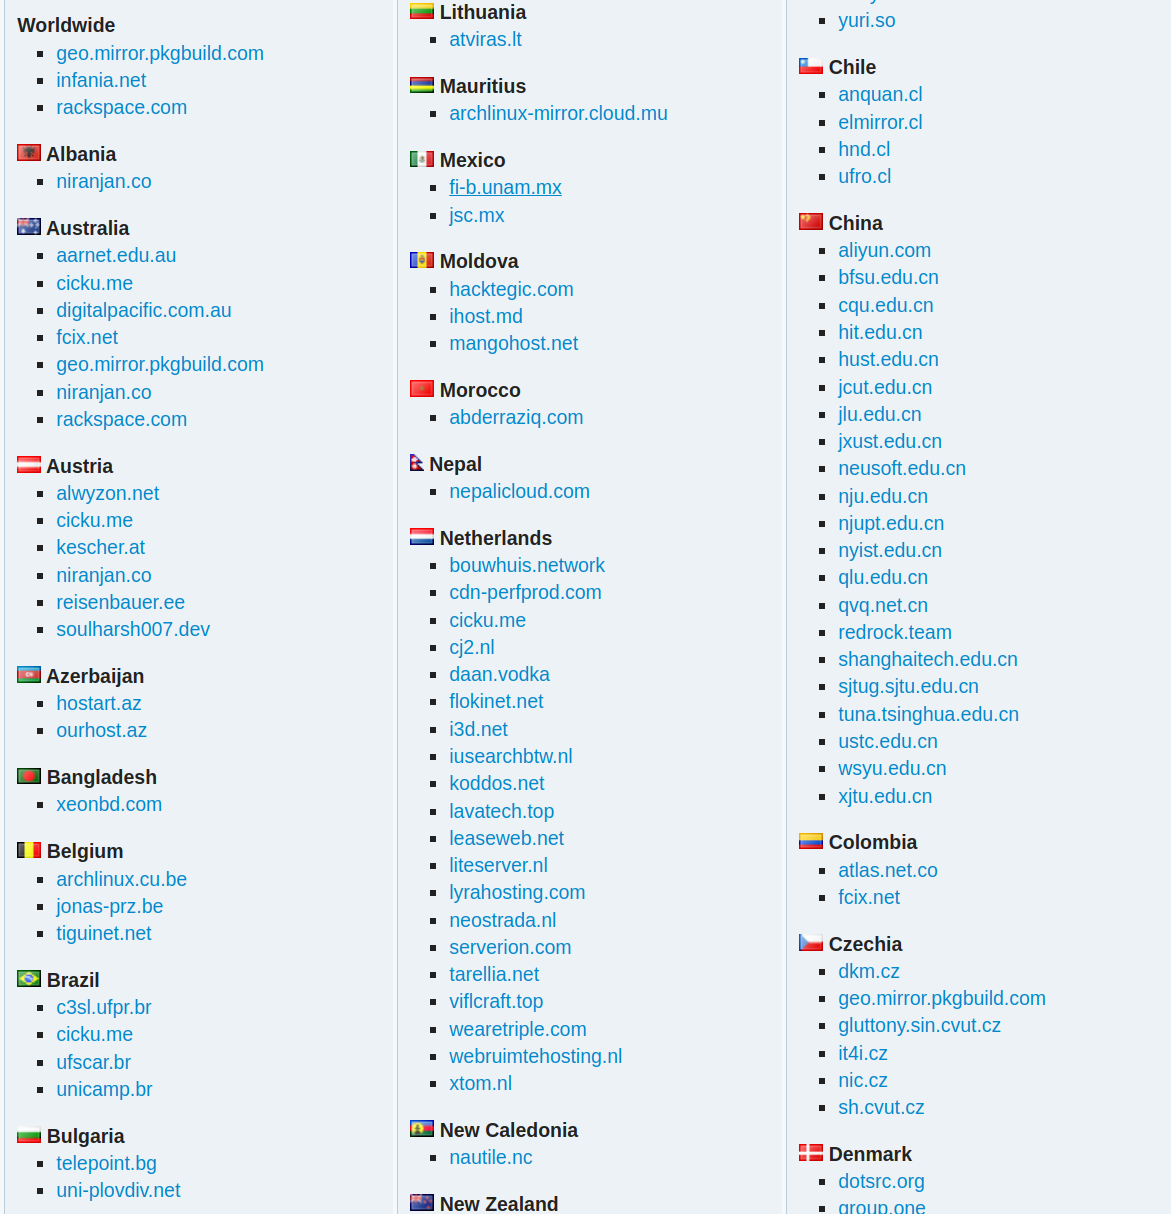 Worldwide
geo.mirror.pkgbuild.com
infania.net
rackspace.com
Albania
niranjan.co
Australia
aarnet.edu.au
cicku.me
digitalpacific.com.au
fcix.net
geo.mirror.pkgbuild.com
niranjan.co
rackspace.com
Austria
alwyzon.net
cicku.me
kescher.at
niranjan.co
reisenbauer.ee
soulharsh007.dev
Azerbaijan
hostart.az
ourhost.az
Bangladesh
xeonbd.com
Belgium
archlinux.cu.be
jonas-prz.be
tiguinet.net
Brazil
c3sl.ufpr.br
cicku.me
ufscar.br
unicamp.br
Bulgaria
telepoint.bg
uni-plovdiv.net
Lithuania
atviras.lt
Mauritius
archlinux-mirror.cloud.mu
Mexico
fi-b.unam.mx
jsc.mx
Moldova
hacktegic.com
ihost.md
mangohost.net
Morocco
abderraziq.com
Nepal
nepalicloud.com
Netherlands
bouwhuis.network
cdn-perfprod.com
cicku.me
cj2.nl
daan.vodka
flokinet.net
i3d.net
iusearchbtw.nl
koddos.net
lavatech.top
leaseweb.net
liteserver.nl
lyrahosting.com
neostrada.nl
serverion.com
tarellia.net
viflcraft.top
wearetriple.com
webruimtehosting.nl
xtom.nl
New Caledonia
nautile.nc
New Zealand
yuri.so
Chile
anquan.cl
elmirror.cl
hnd.cl
ufro.cl
China
aliyun.com
bfsu.edu.cn
cqu.edu.cn
hit.edu.cn
hust.edu.cn
jcut.edu.cn
jlu.edu.cn
jxust.edu.cn
neusoft.edu.cn
nju.edu.cn
njupt.edu.cn
nyist.edu.cn
qlu.edu.cn
qvq.net.cn
redrock.team
shanghaitech.edu.cn
sjtug.sjtu.edu.cn
tuna.tsinghua.edu.cn
ustc.edu.cn
wsyu.edu.cn
xjtu.edu.cn
Colombia
atlas.net.co
fcix.net
Czechia
dkm.cz
geo.mirror.pkgbuild.com
gluttony.sin.cvut.cz
it4i.cz
nic.cz
sh.cvut.cz
Denmark
dotsrc.org
group.one